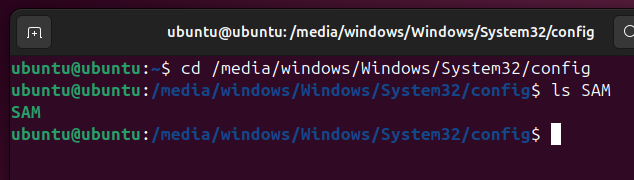 ubuntu@ubuntu: /media/windows/Windows/System32/config
ubuntu@ubuntu:~$ cd /media/windows/Windows/System32/config
ubuntu@ubuntu:/media/windows/Windows/System32/config$ ls SAM
SAM
ubuntu@ubuntu:/media/windows/Windows/System32/config$